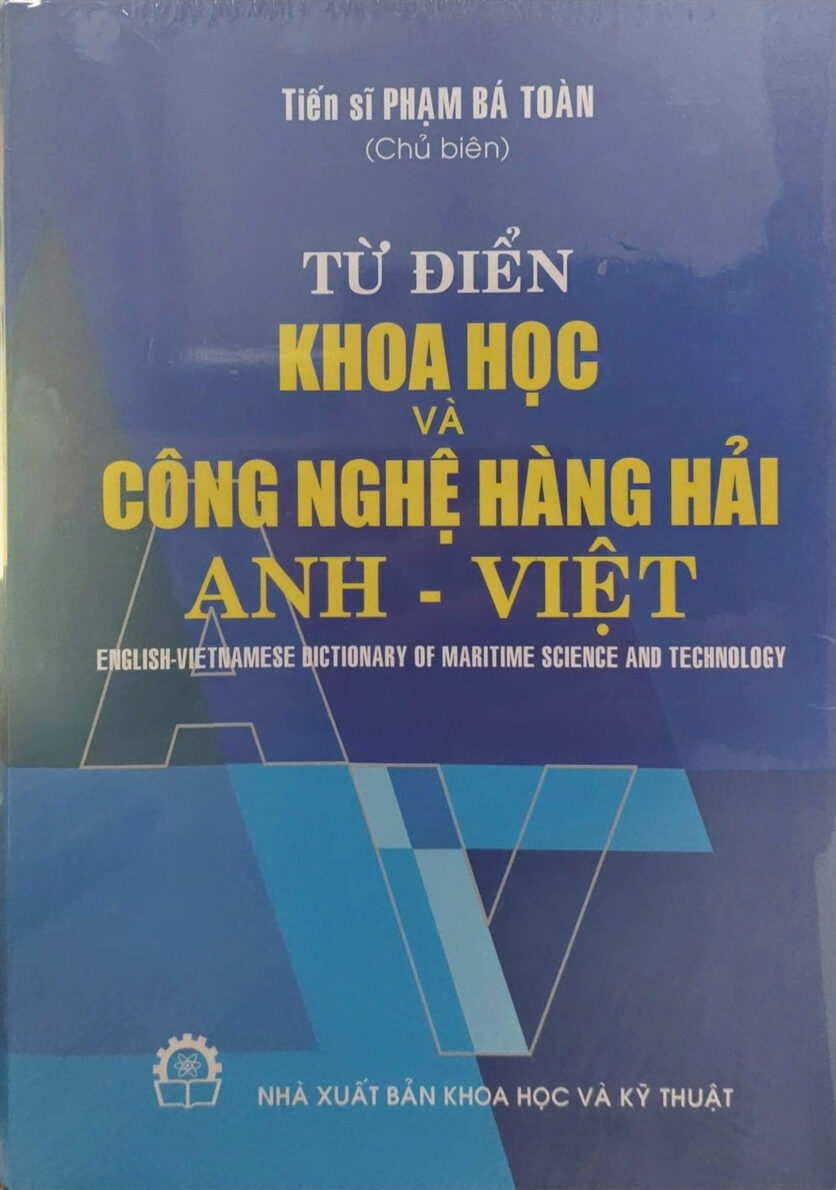 Tiến sĩ PHẠM BÁ TOÀN
(Chủ biên)
TỪ ĐIỂN
KHOA HỌC
VÀ
CÔNG NGHỆ HÀNG HẢI
ANH - VIỆT
ENGLISH-VIETNAMESE DICTIONARY OF MARITIME SCIENCE AND TECHNOLOGY
A
V
NHÀ XUẤT BẢN KHOA HỌC VÀ KỸ THUẬT